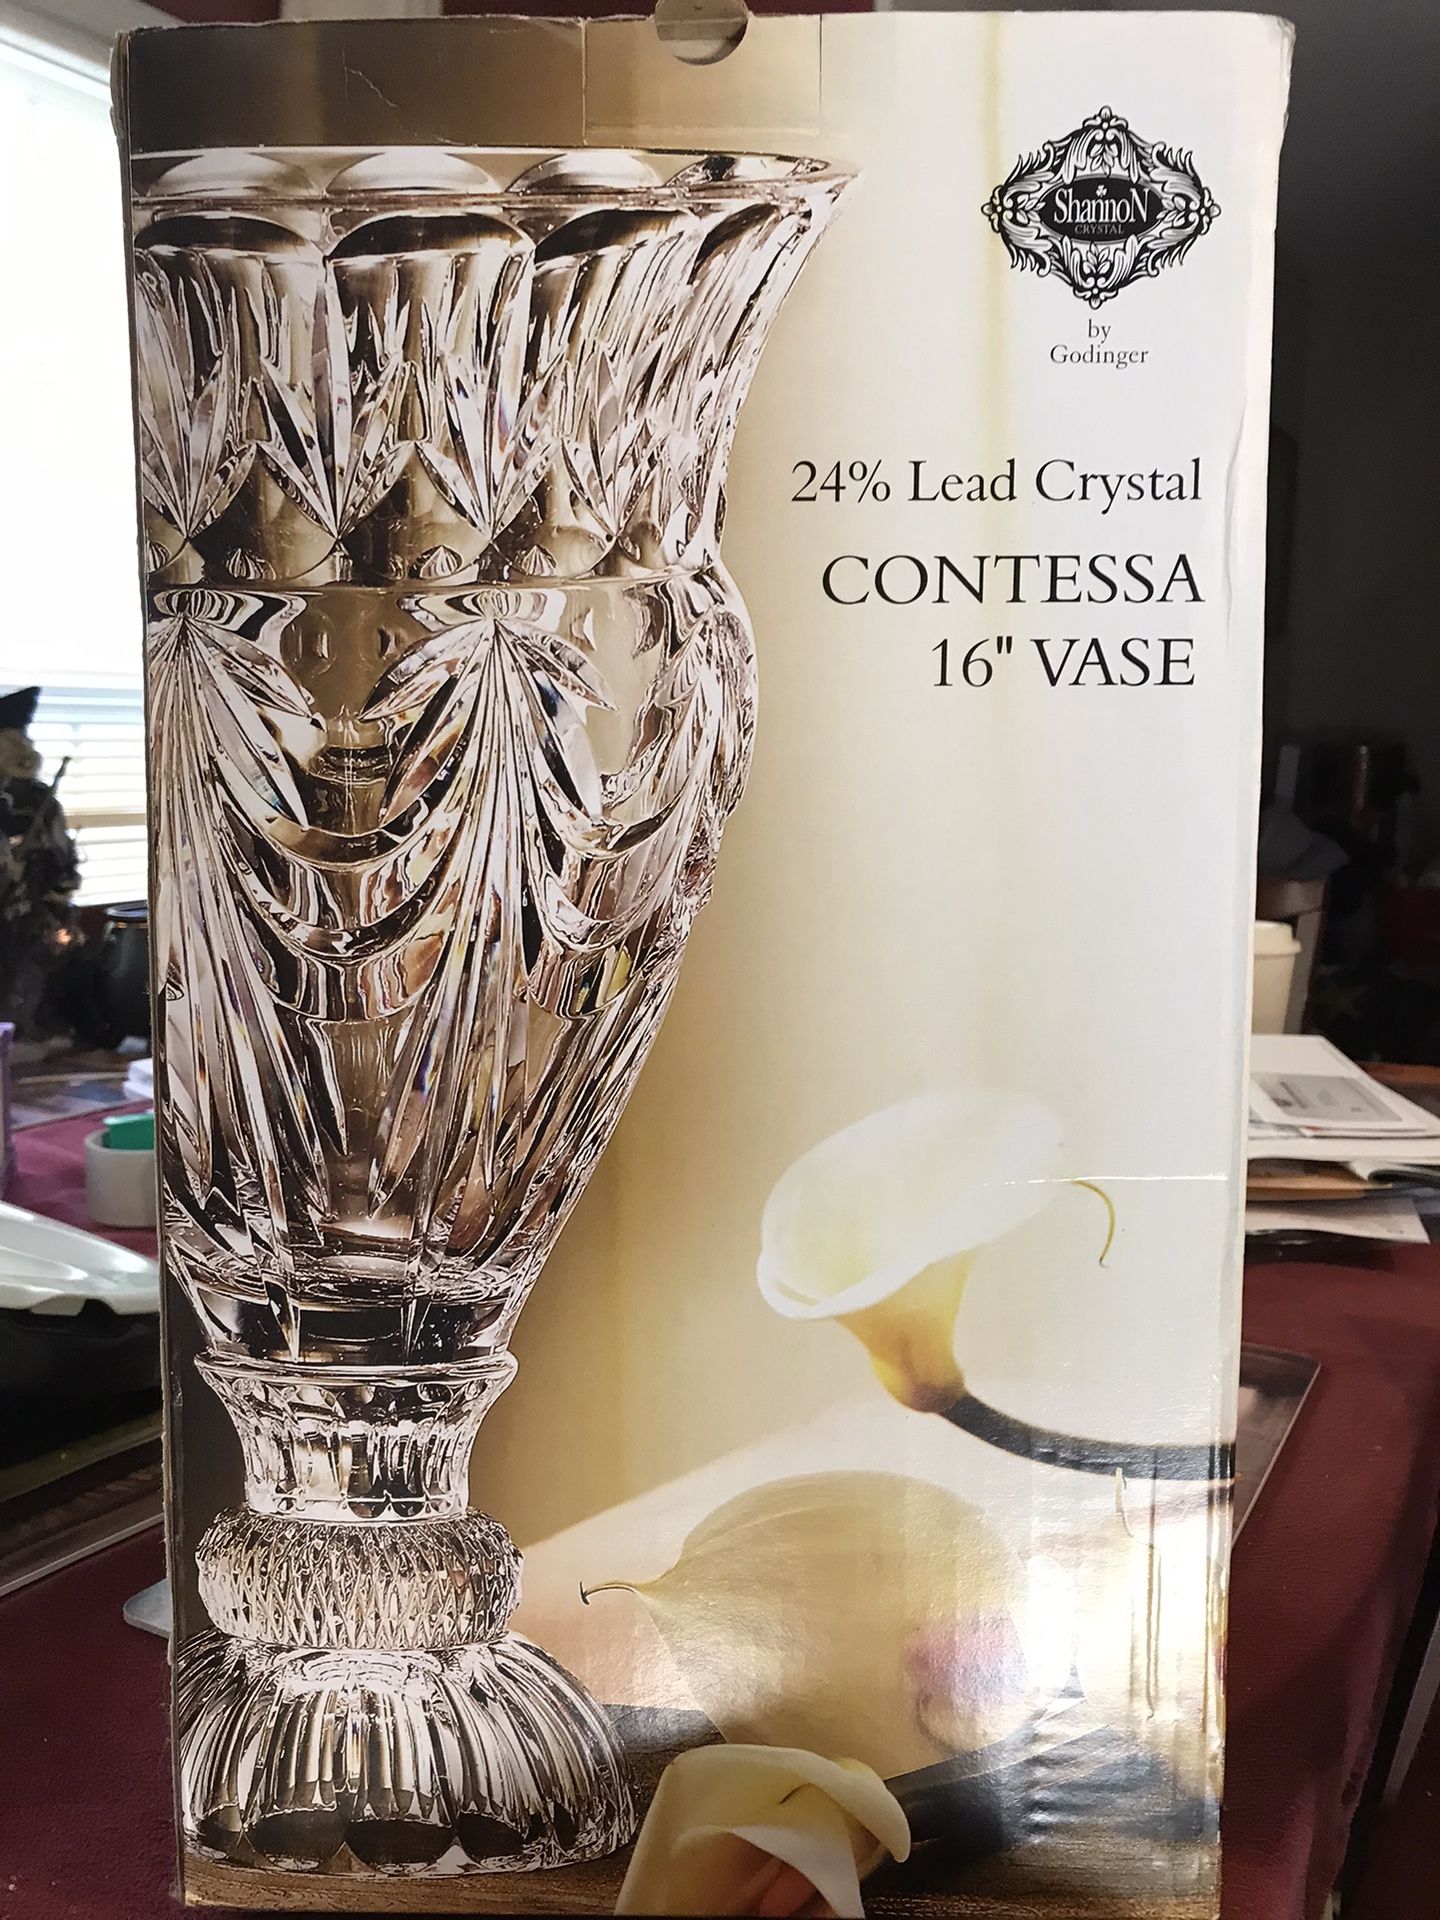 ShannoN
CRYSTAL
by
Godinger
24% Lead Crystal
CONTESSA
16" VASE